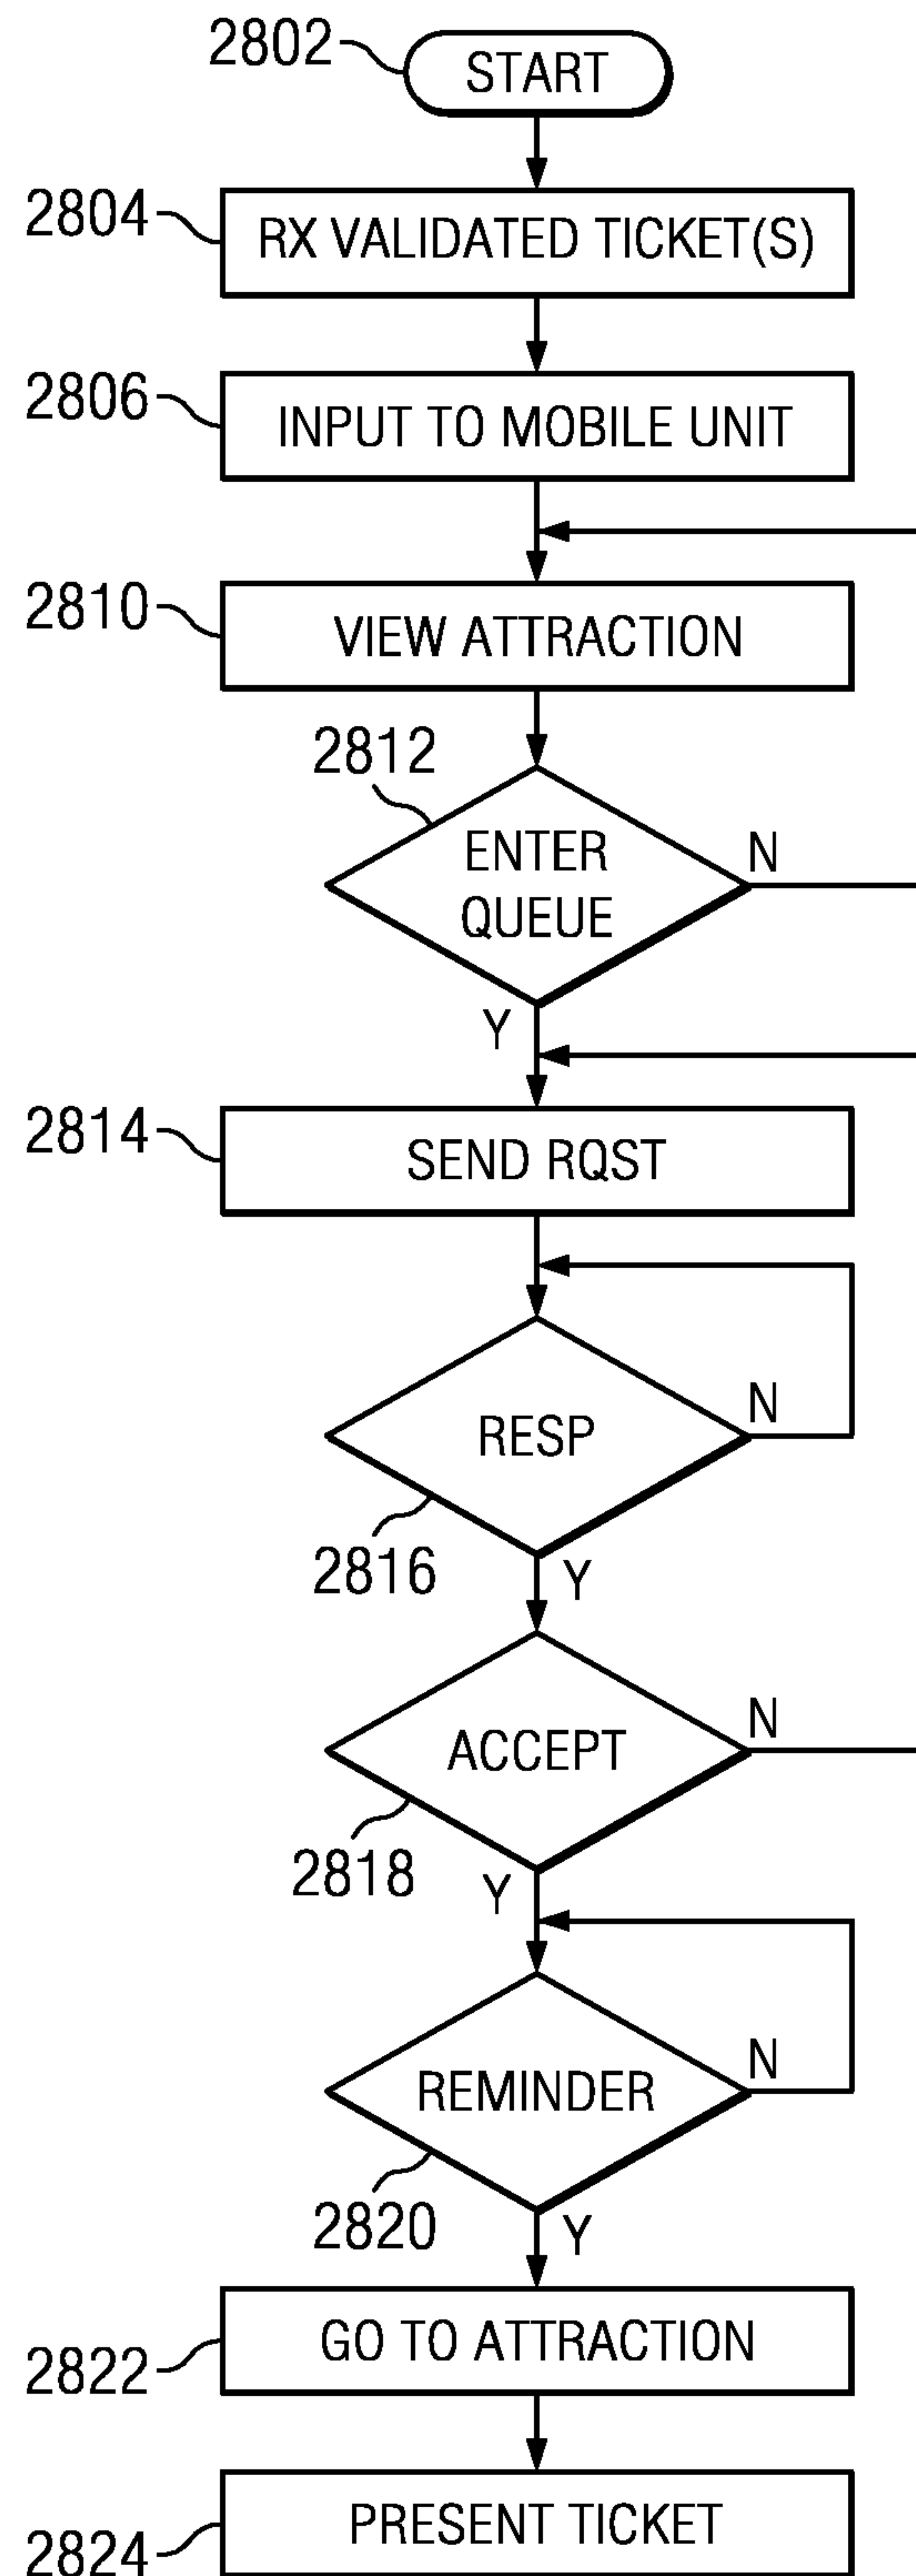 2802
START
2804
RX VALIDATED TICKET(S)
2806
INPUT TO MOBILE UNIT
2810
VIEW ATTRACTION
2812
ENTER
QUEUE
N
Y
2814
SEND RQST
RESP
N
2816
Y
ACCEPT
N
2818
Y
REMINDER
N
2820
Y
GO TO ATTRACTION
2822
PRESENT TICKET
2824